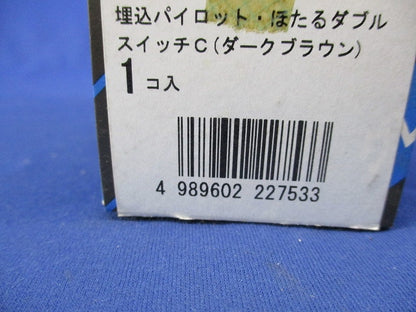 埋込パイロット・ほたるダブル
スイッチC(ダークブラウン)
1コ入
4 989602 227533